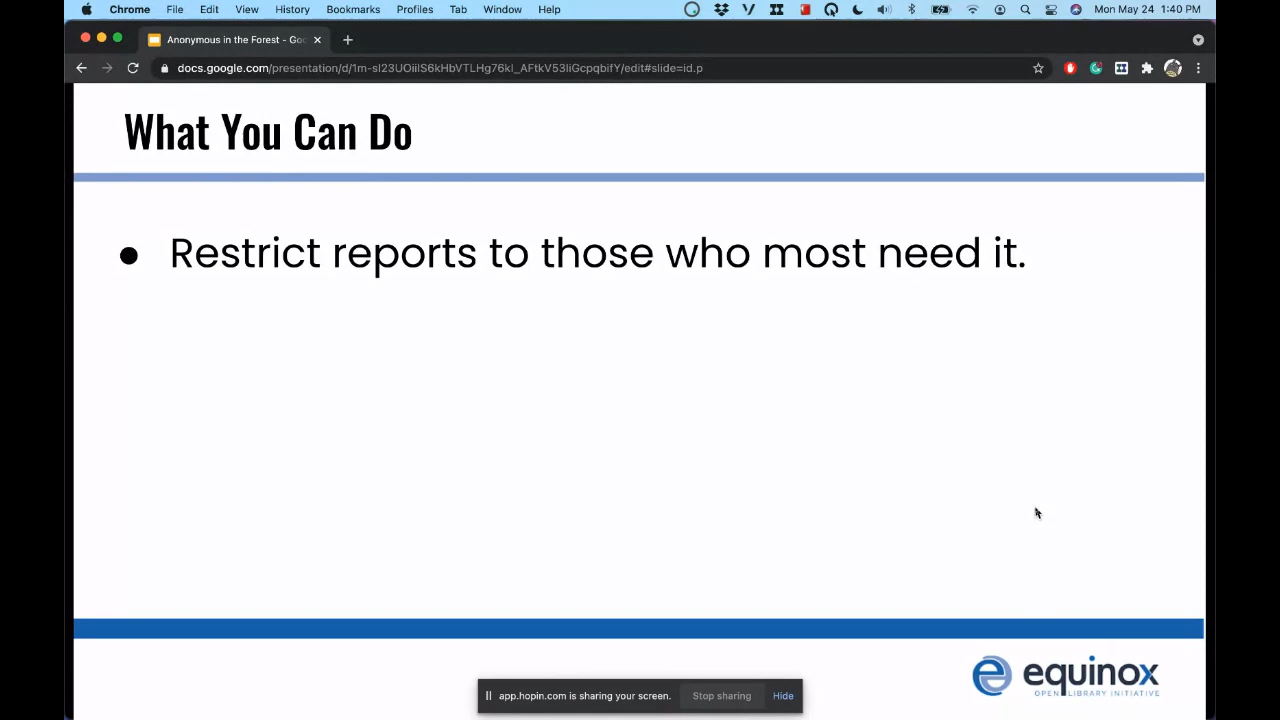 Chrome File Edit View History Bookmarks Profiles Tab Window Help Mon May 24 1:40 PM
Anonymous in the Forest - Goo
docs.google.com/presentation/d/1m-sI23UOiiIS6kHbVTLHg76kI_AFtkV53IiGcpqbifY/edit#slide=id.p
What You Can Do
● Restrict reports to those who most need it.
equinox
OPEN LIBRARY INITIATIVE
app.hopin.com is sharing your screen. Stop sharing Hide